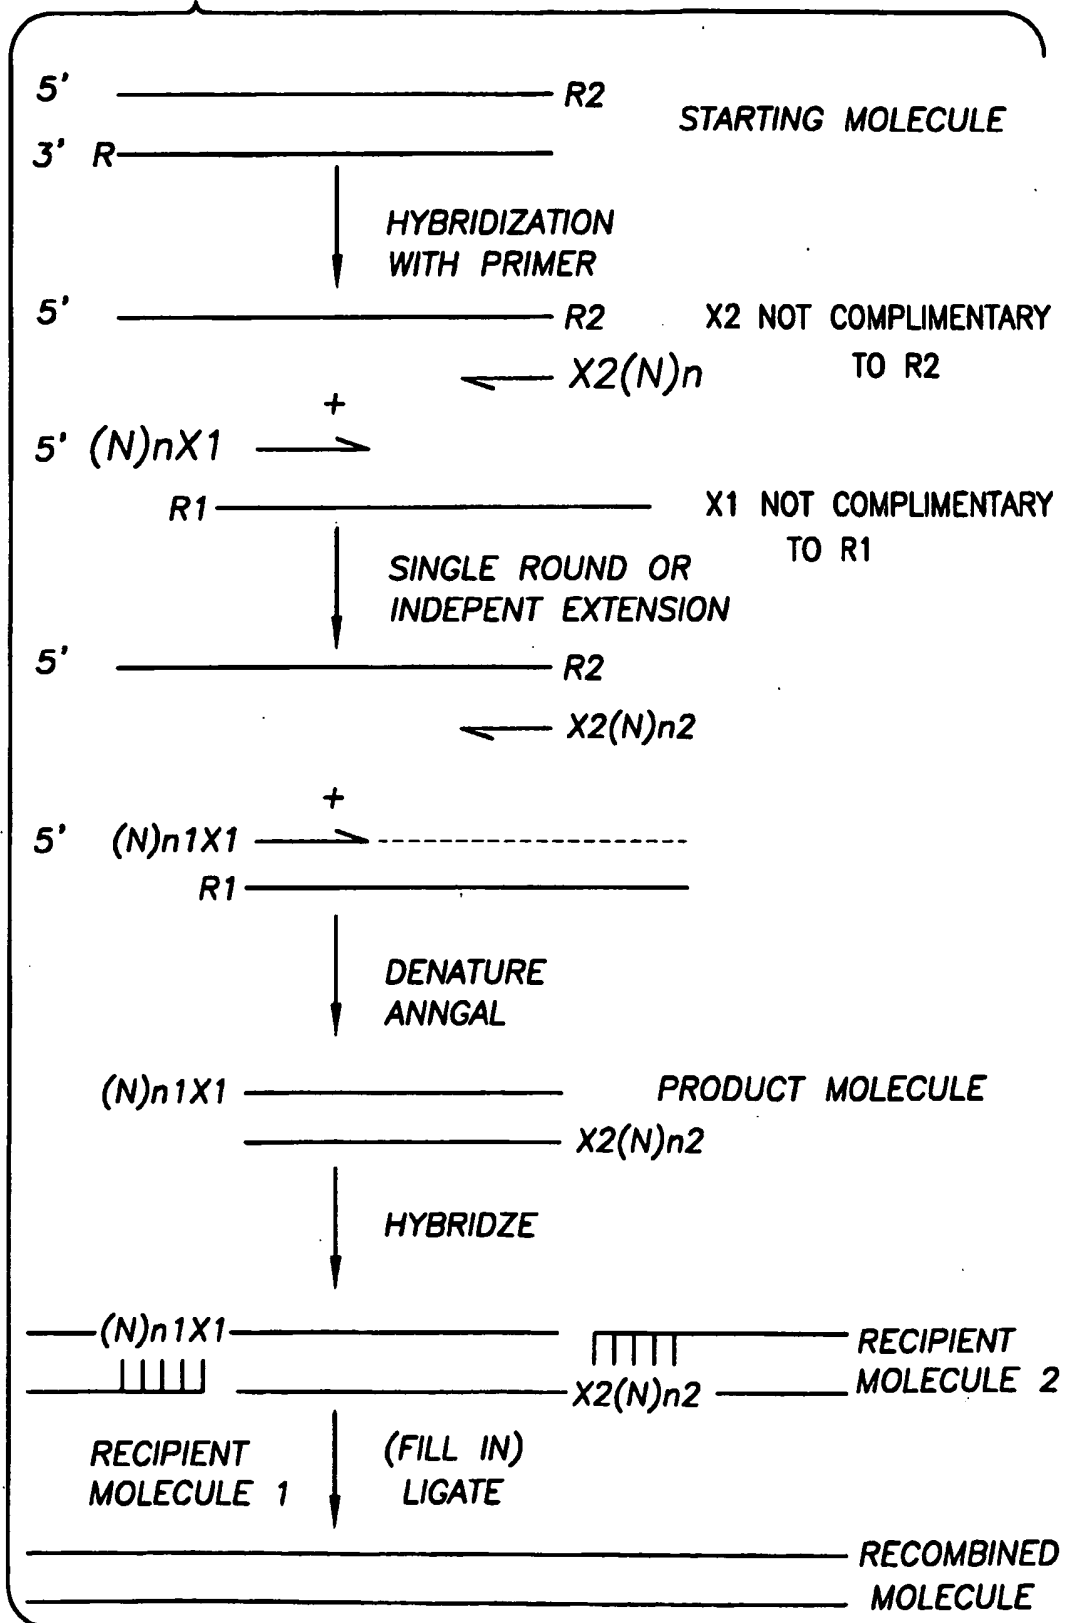 5' R2
STARTING MOLECULE
3' R
HYBRIDIZATION
WITH PRIMER
5' R2 X2 NOT COMPLIMENTARY
TO R2
X2(N)n
+
5' (N)nX1
R1 X1 NOT COMPLIMENTARY
TO R1
SINGLE ROUND OR
INDEPENT EXTENSION
5' R2
X2(N)n2
+
5' (N)n1X1
R1
DENATURE
ANNGAL
(N)n1X1 PRODUCT MOLECULE
X2(N)n2
HYBRIDZE
(N)n1X1 RECIPIENT
MOLECULE 2
X2(N)n2
RECIPIENT
MOLECULE 1
(FILL IN)
LIGATE
RECOMBINED
MOLECULE